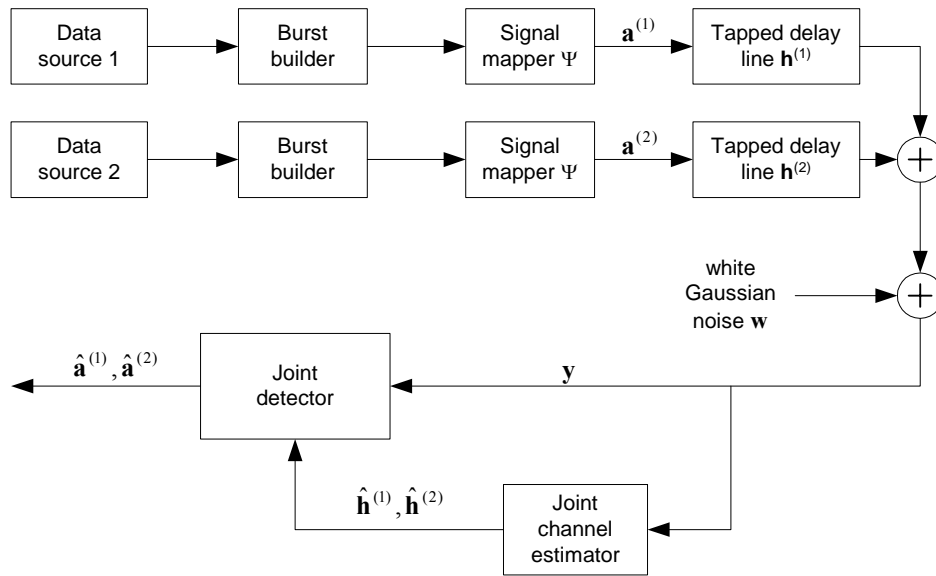 Data
source 1
Burst
builder
Signal
mapper Ψ
a⁽¹⁾
Tapped delay
line h⁽¹⁾
Data
source 2
Burst
builder
Signal
mapper Ψ
a⁽²⁾
Tapped delay
line h⁽²⁾
+
white
Gaussian
noise w
+
â⁽¹⁾, â⁽²⁾
Joint
detector
y
ĥ⁽¹⁾, ĥ⁽²⁾
Joint
channel
estimator